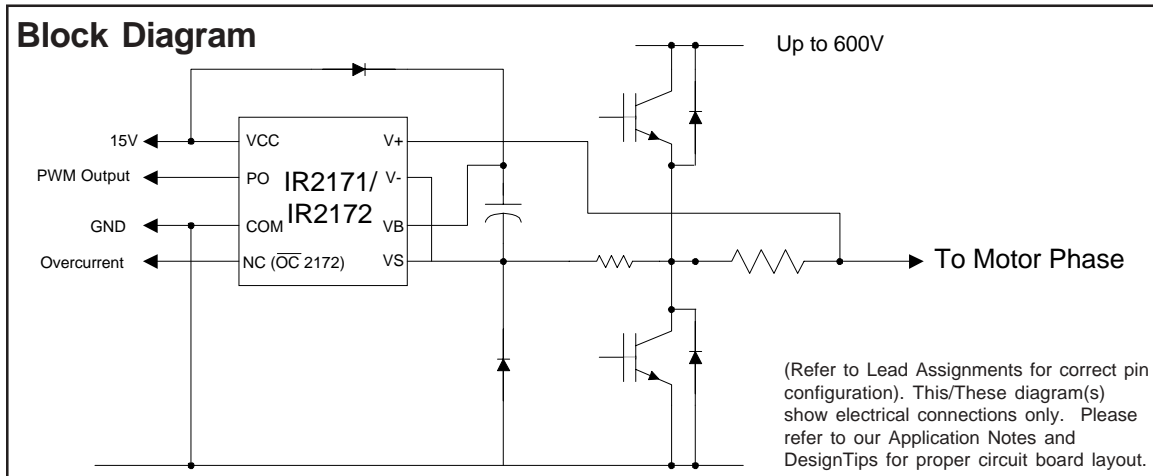 Block Diagram
Up to 600V
15V
VCC
V+
PWM Output
PO
IR2171/
IR2172
V-
GND
COM
VB
Overcurrent
NC (O̅C̅ 2172)
VS
To Motor Phase
(Refer to Lead Assignments for correct pin
configuration). This/These diagram(s)
show electrical connections only. Please
refer to our Application Notes and
DesignTips for proper circuit board layout.